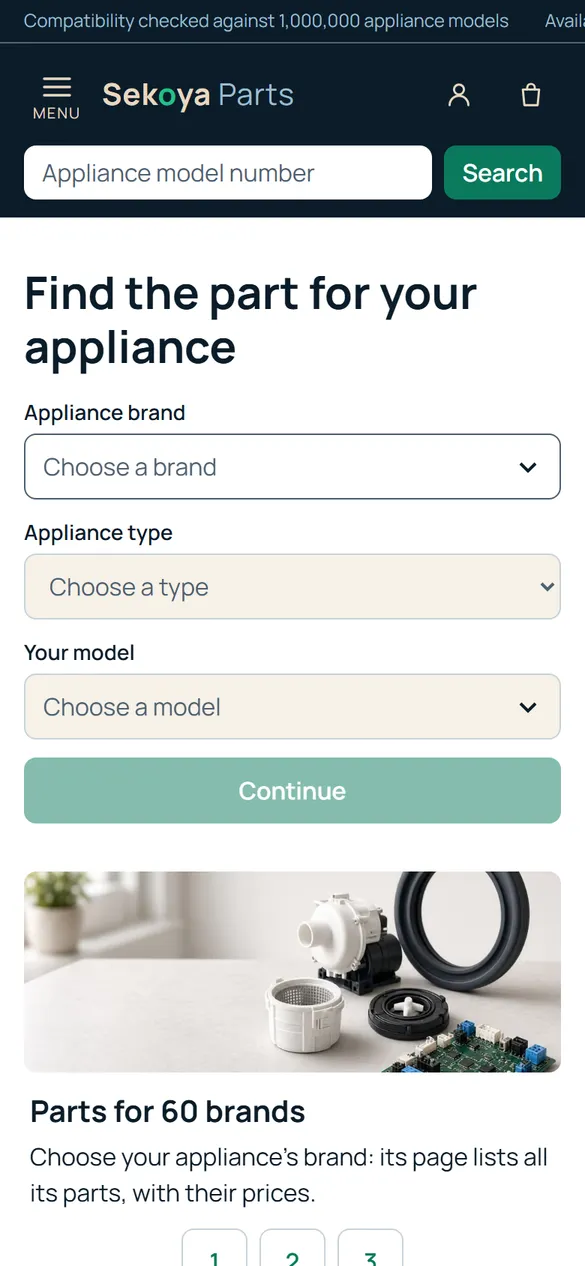 Compatibility checked against 1,000,000 appliance models
MENU
Sekoya Parts
Appliance model number
Search
Find the part for your
appliance
Appliance brand
Choose a brand
Appliance type
Choose a type
Your model
Choose a model
Continue
Parts for 60 brands
Choose your appliance’s brand: its page lists all
its parts, with their prices.
1 2 3